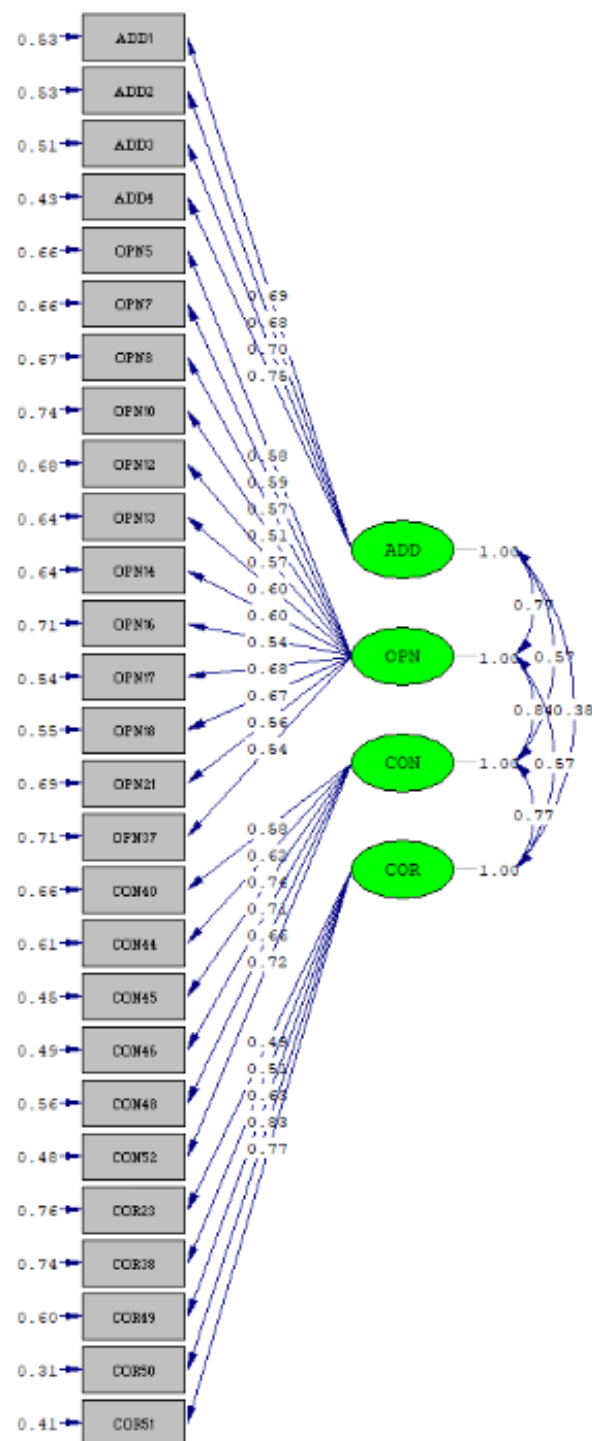 0.53 ADD1
0.53 ADD2
0.51 ADD3
0.43 ADD4
0.66 OPN5
0.66 OPN7
0.67 OPN8
0.74 OPN10
0.68 OPN12
0.64 OPN13
0.64 OPN14
0.71 OPN16
0.54 OPN17
0.55 OPN18
0.69 OPN21
0.71 OPN37
0.66 CON40
0.61 CON44
CON45
0.49 CON46
0.56 CON48
0.48 CON52
0.76 COR23
0.74 COR38
0.60 COR49
0.31 COR50
0.41 COR51
0.69
0.68
0.70
0.75
0.58
0.59
0.57
0.51
0.57
0.60
0.60
0.54
0.68
0.67
0.56
0.54
0.58
0.72
0.63
0.83
0.77
ADD 1.00
OPN 1.00
CON 1.00
COR 1.00
0.77
0.57
0.84
0.38
0.57
0.77